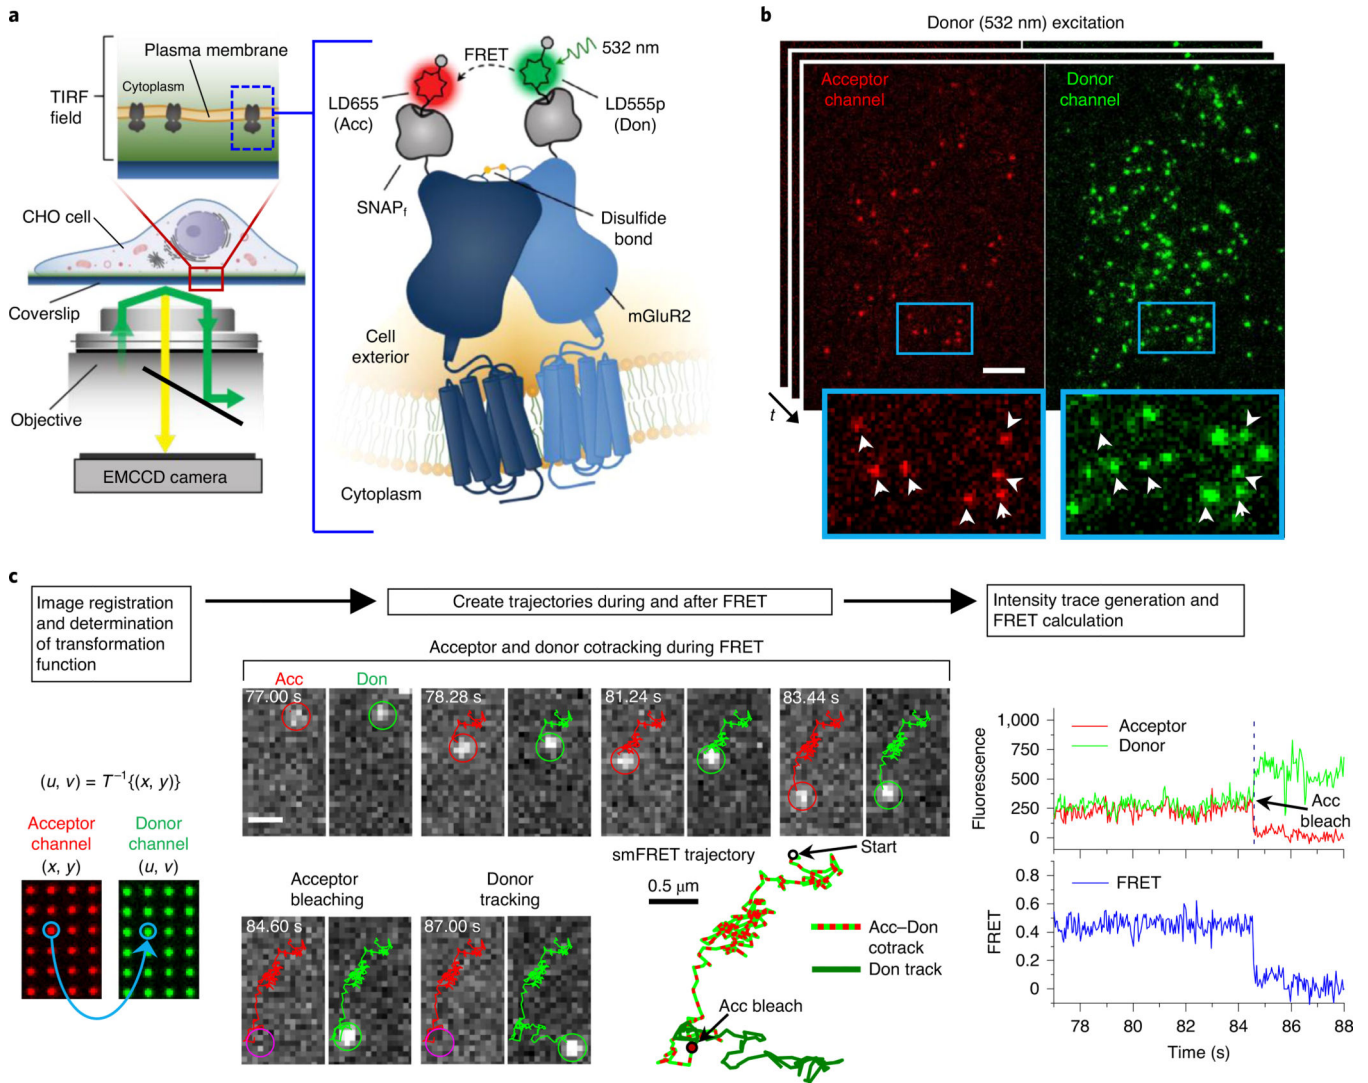 a
Plasma membrane
Cytoplasm
TIRF
field
CHO cell
Coverslip
Objective
EMCCD camera
FRET
532 nm
LD655
(Acc)
LD555p
(Don)
SNAPf
Disulfide
bond
mGluR2
Cell
exterior
Cytoplasm
b
Donor (532 nm) excitation
Acceptor
channel
Donor
channel
t
c
Image registration
and determination
of transformation
function
Create trajectories during and after FRET
Intensity trace generation and
FRET calculation
Acceptor and donor cotracking during FRET
Acc
Don
77.00 s
78.28 s
81.24 s
83.44 s
(u, v) = T⁻¹{(x, y)}
Acceptor
channel
(x, y)
Donor
channel
(u, v)
Acceptor
bleaching
Donor
tracking
84.60 s
87.00 s
smFRET trajectory
Start
0.5 μm
Acc–Don
cotrack
Don track
Acc bleach
Fluorescence
1,000
750
500
250
0
Acceptor
Donor
Acc
bleach
FRET
0.8
0.6
0.4
0.2
0
FRET
78
80
82
84
86
88
Time (s)